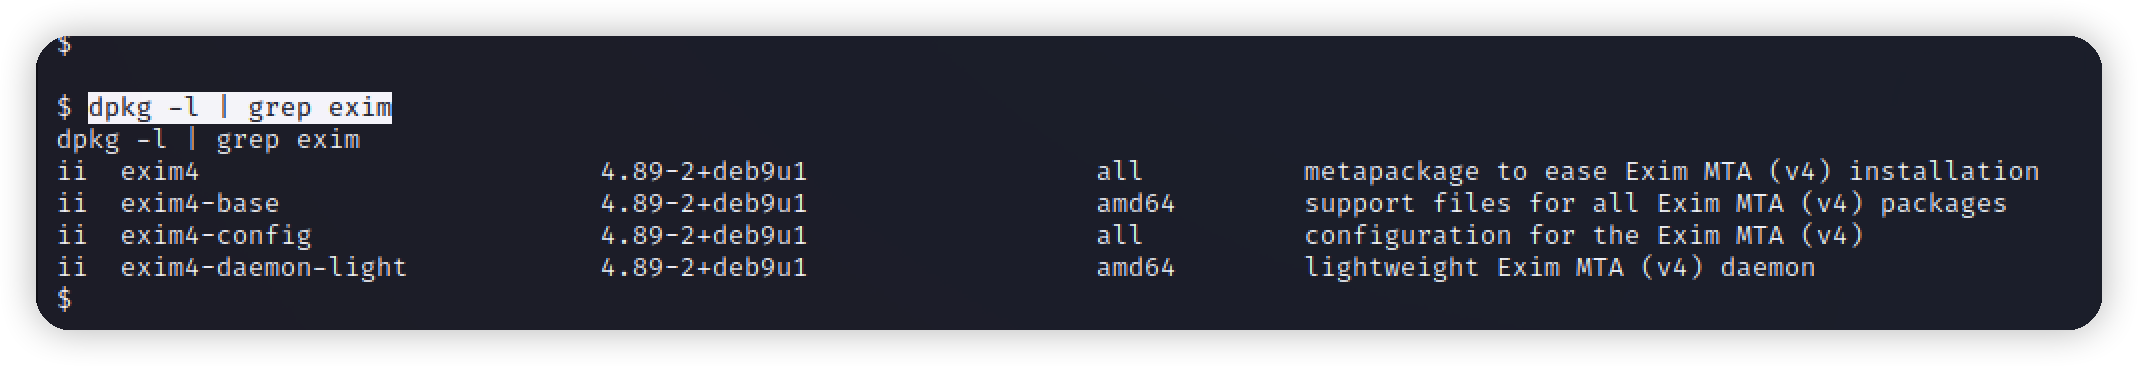 $
$ dpkg -l | grep exim
dpkg -l | grep exim
ii  exim4                         4.89-2+deb9u1                  all          metapackage to ease Exim MTA (v4) installation
ii  exim4-base                    4.89-2+deb9u1                  amd64        support files for all Exim MTA (v4) packages
ii  exim4-config                  4.89-2+deb9u1                  all          configuration for the Exim MTA (v4)
ii  exim4-daemon-light            4.89-2+deb9u1                  amd64        lightweight Exim MTA (v4) daemon
$